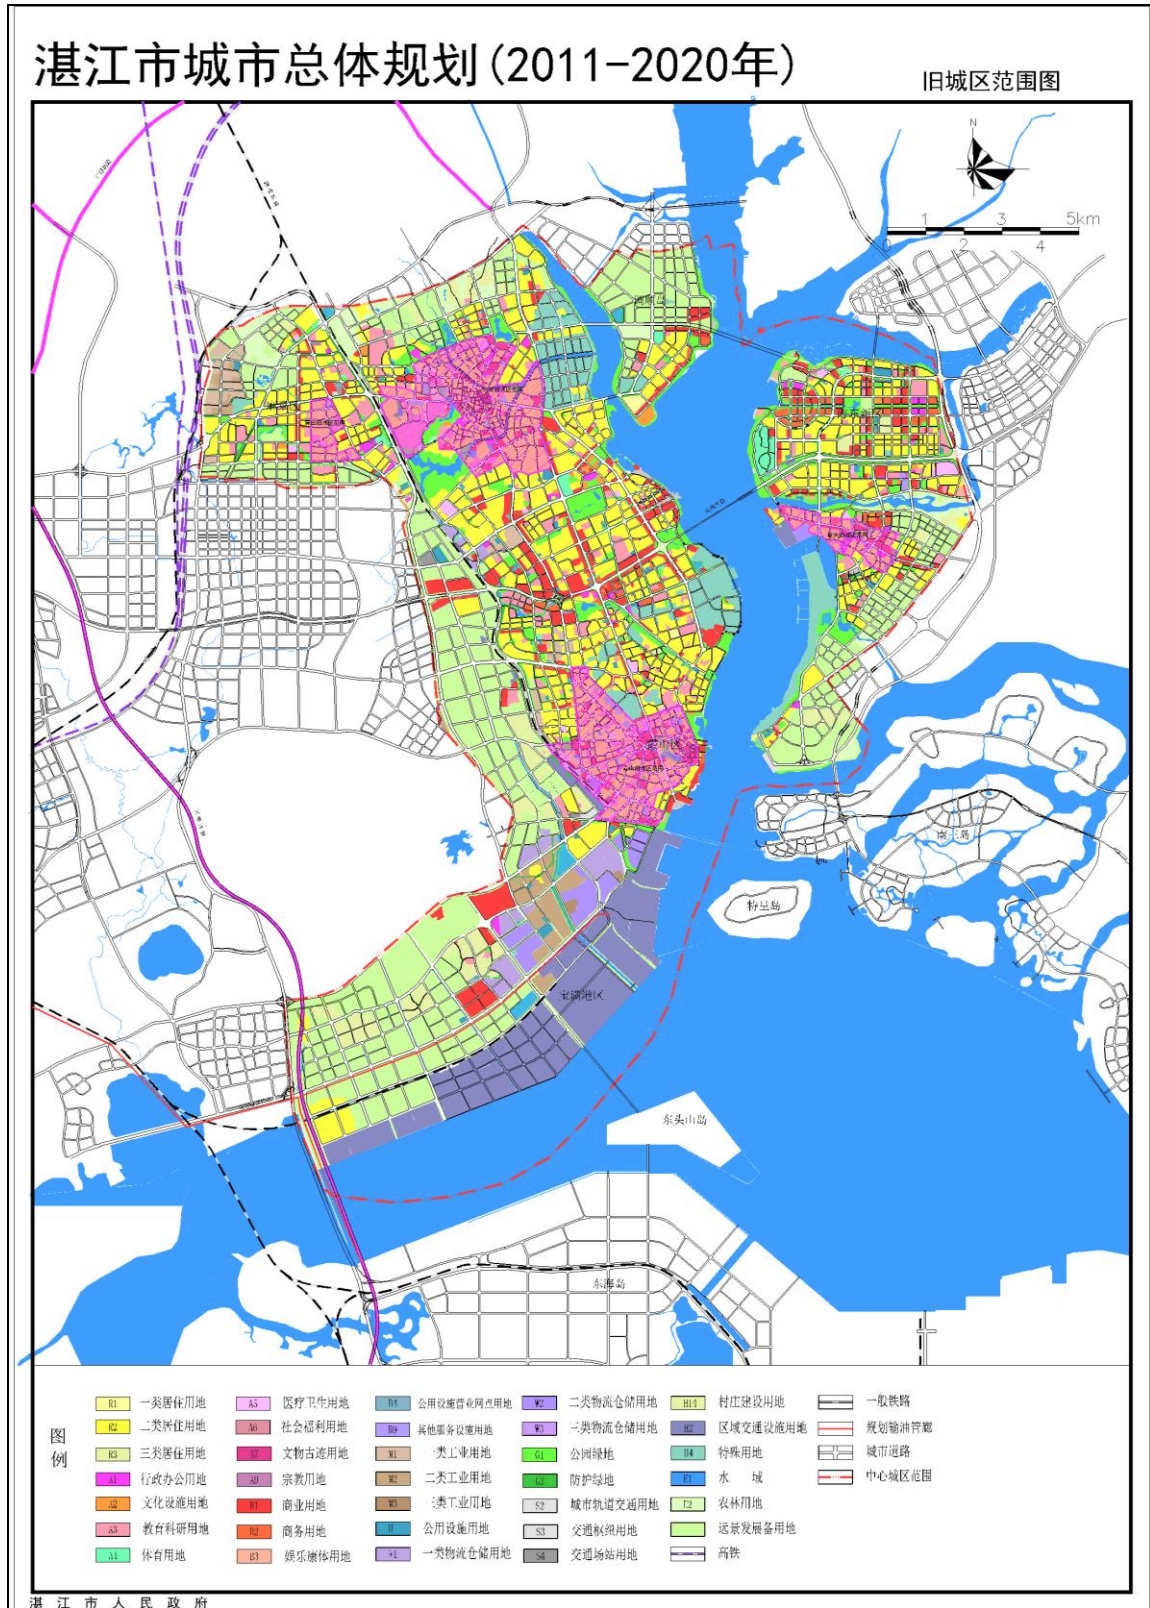 湛江市城市总体规划(2011-2020年)
旧城区范围图
N
1 3 5km
0 2 4
坡头区
南三岛
特呈岛
宝满港区
东头山岛
东海岛
图例
R1 一类居住用地
R2 二类居住用地
R3 三类居住用地
A1 行政办公用地
A2 文化设施用地
A3 教育科研用地
A4 体育用地
A5 医疗卫生用地
A6 社会福利用地
A7 文物古迹用地
A9 宗教用地
B1 商业用地
B2 商务用地
B3 娱乐康体用地
B4 公用设施营业网点用地
B9 其他服务设施用地
M1 一类工业用地
M2 二类工业用地
M3 三类工业用地
U 公用设施用地
W1 一类物流仓储用地
W2 二类物流仓储用地
W3 三类物流仓储用地
G1 公园绿地
G2 防护绿地
S2 城市轨道交通用地
S3 交通枢纽用地
S4 交通场站用地
H14 村庄建设用地
H2 区域交通设施用地
H4 特殊用地
E1 水 域
E2 农林用地
远景发展备用地
高铁
一般铁路
规划输油管廊
城市道路
中心城区范围
湛江市人民政府